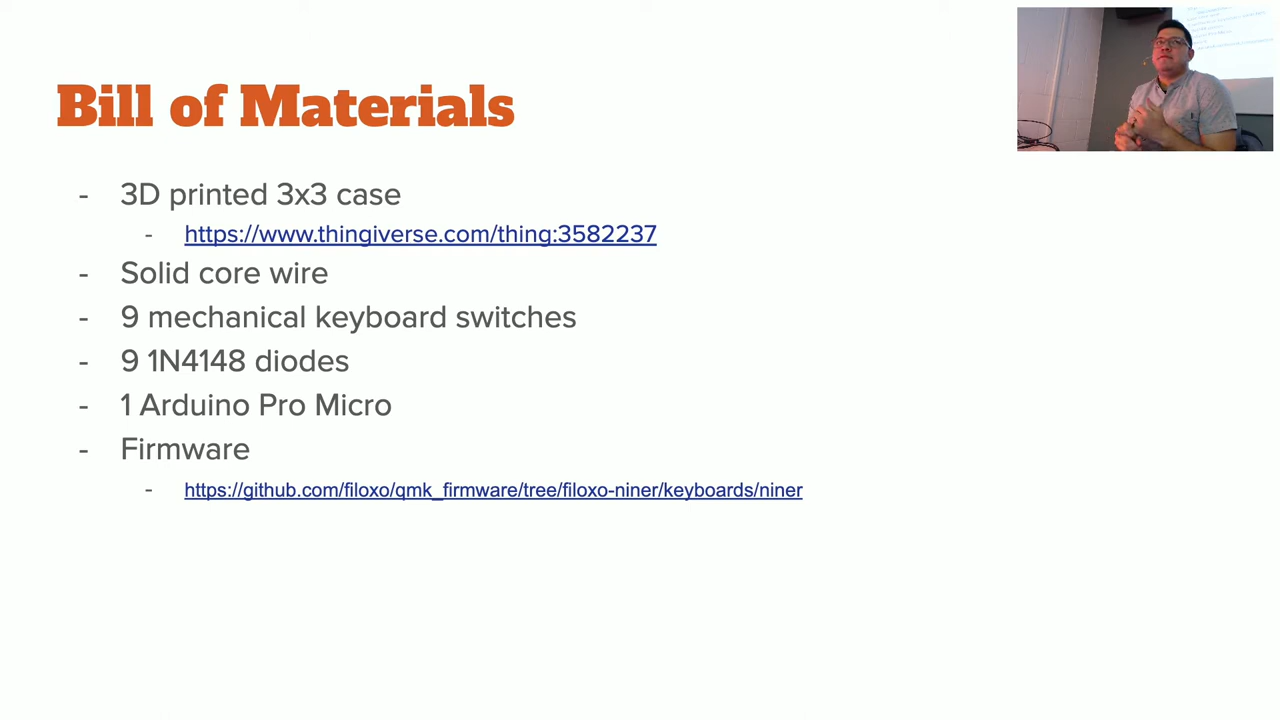 Bill of Materials
- 3D printed 3x3 case
- https://www.thingiverse.com/thing:3582237
- Solid core wire
- 9 mechanical keyboard switches
- 9 1N4148 diodes
- 1 Arduino Pro Micro
- Firmware
- https://github.com/filoxo/qmk_firmware/tree/filoxo-niner/keyboards/niner